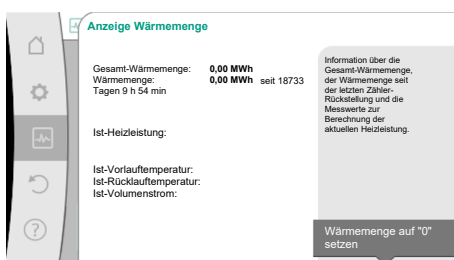 Anzeige Wärmemenge
Gesamt-Wärmemenge: 0,00 MWh
Wärmemenge: 0,00 MWh seit 18733
Tagen 9 h 54 min
Ist-Heizleistung:
Ist-Vorlauftemperatur:
Ist-Rücklauftemperatur:
Ist-Volumenstrom:
Information über die
Gesamt-Wärmemenge,
der Wärmemenge seit
der letzten Zähler-
Rückstellung und die
Messwerte zur
Berechnung der
aktuellen Heizleistung.
Wärmemenge auf "0"
setzen
?